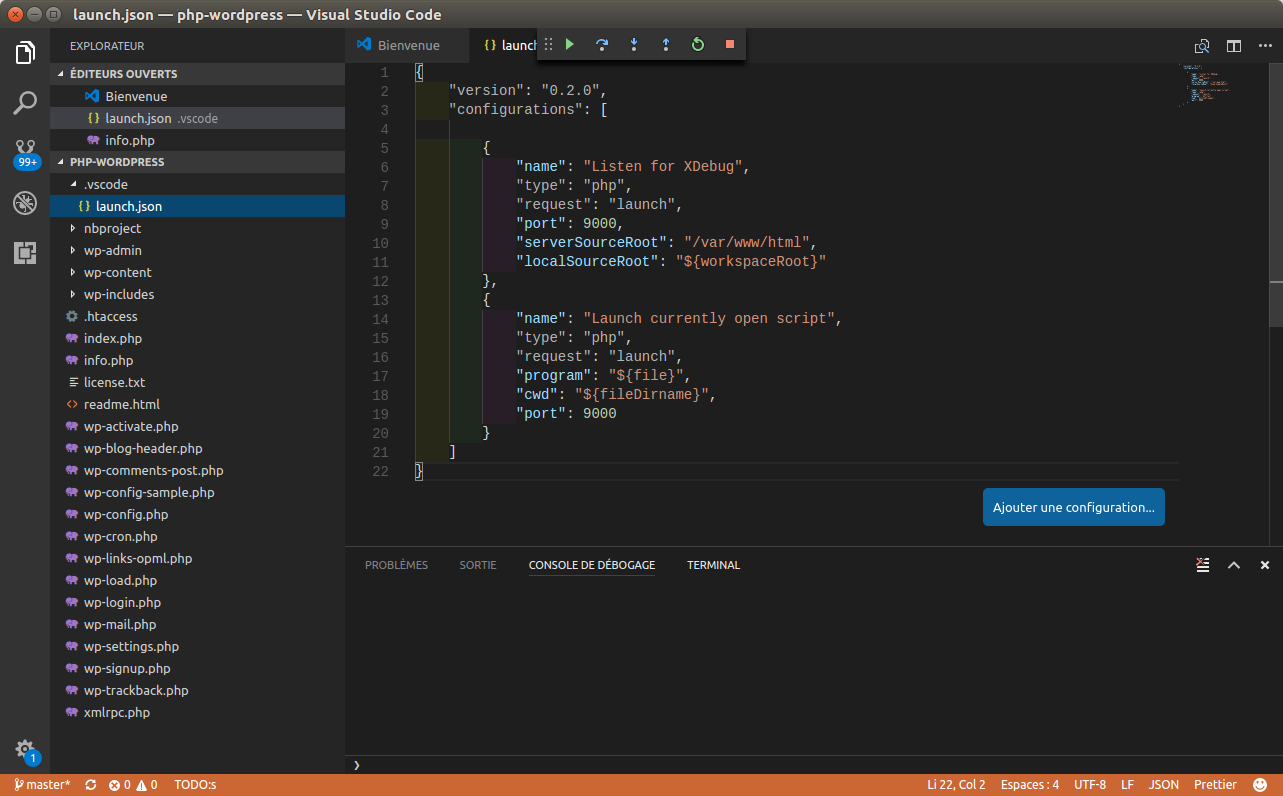 launch.json — php-wordpress — Visual Studio Code
EXPLORATEUR
ÉDITEURS OUVERTS
Bienvenue
{} launch.json .vscode
info.php
99+
PHP-WORDPRESS
.vscode
{} launch.json
nbproject
wp-admin
wp-content
wp-includes
.htaccess
index.php
info.php
license.txt
<> readme.html
wp-activate.php
wp-blog-header.php
wp-comments-post.php
wp-config-sample.php
wp-config.php
wp-cron.php
wp-links-opml.php
wp-load.php
wp-login.php
wp-mail.php
wp-settings.php
wp-signup.php
wp-trackback.php
xmlrpc.php
1
Bienvenue
{} launch
1 {
2 "version": "0.2.0",
3 "configurations": [
4
5 {
6 "name": "Listen for XDebug",
7 "type": "php",
8 "request": "launch",
9 "port": 9000,
10 "serverSourceRoot": "/var/www/html",
11 "localSourceRoot": "${workspaceRoot}"
12 },
13 {
14 "name": "Launch currently open script",
15 "type": "php",
16 "request": "launch",
17 "program": "${file}",
18 "cwd": "${fileDirname}",
19 "port": 9000
20 }
21 ]
22 }
Ajouter une configuration...
PROBLÈMES SORTIE CONSOLE DE DÉBOGAGE TERMINAL
master* 0 0 TODO:s Li 22, Col 2 Espaces : 4 UTF-8 LF JSON Prettier